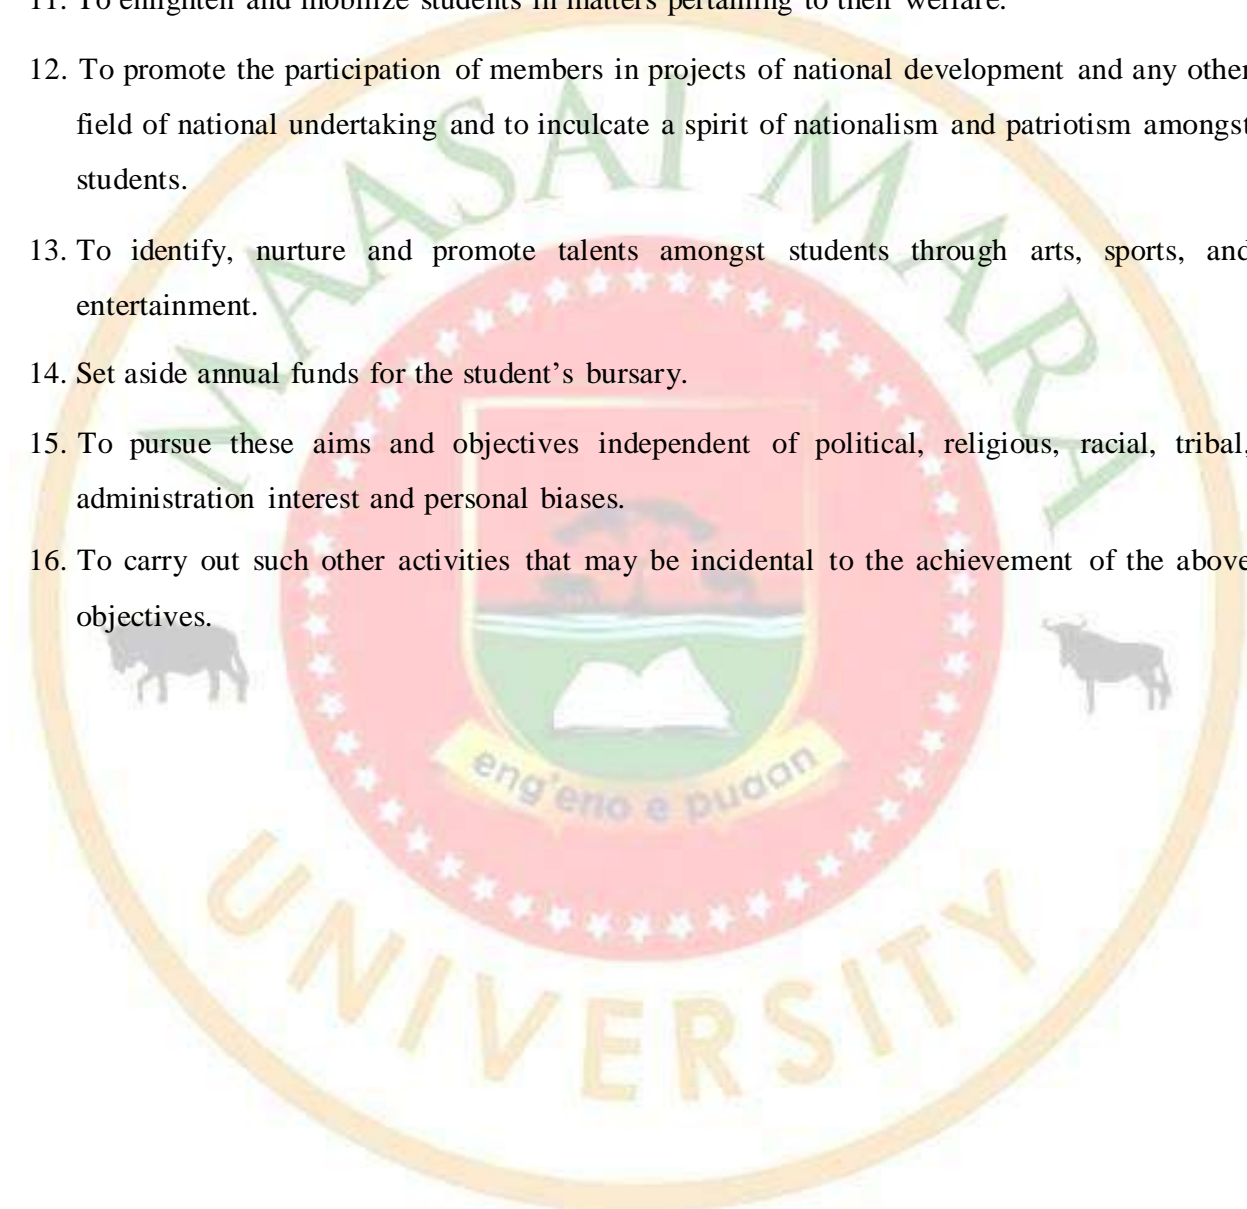 11. To enlighten and mobilize students in matters pertaining to their welfare.
12. To promote the participation of members in projects of national development and any other
field of national undertaking and to inculcate a spirit of nationalism and patriotism amongst
students.
13. To identify, nurture and promote talents amongst students through arts, sports, and
entertainment.
14. Set aside annual funds for the student’s bursary.
15. To pursue these aims and objectives independent of political, religious, racial, tribal,
administration interest and personal biases.
16. To carry out such other activities that may be incidental to the achievement of the above
objectives.
MAASAI MARA
eng'eno e puaan
UNIVERSITY